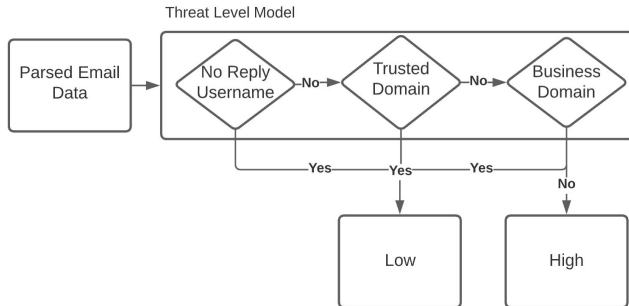 Threat Level Model
Parsed Email
Data
No Reply
Username
No
Trusted
Domain
No
Business
Domain
Yes
Yes
Yes
No
Low
High